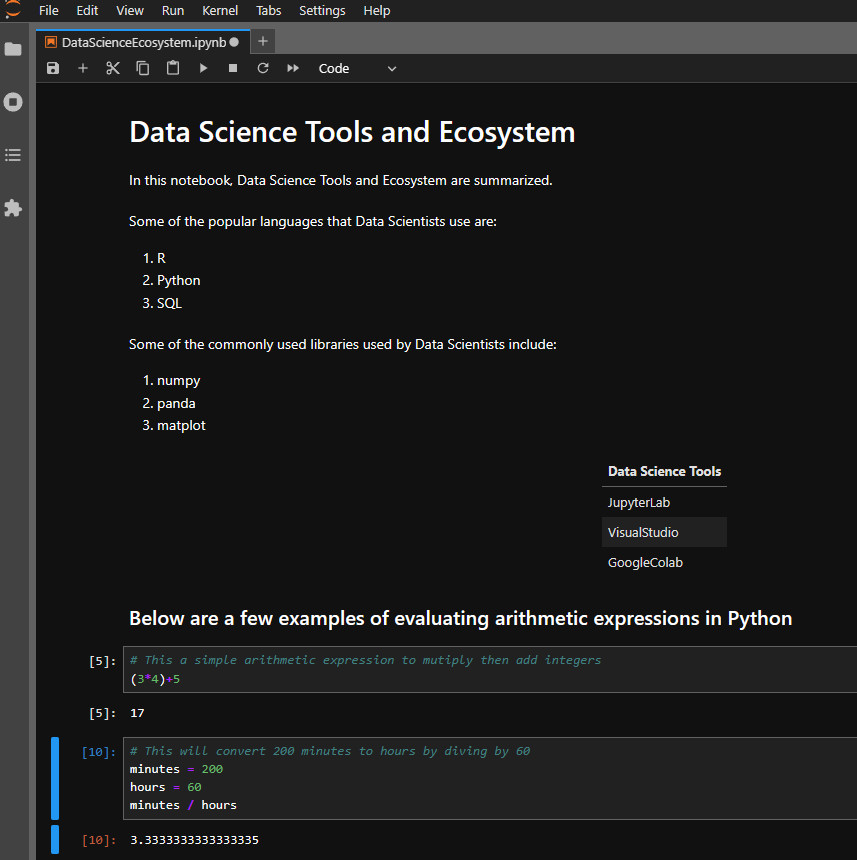 File Edit View Run Kernel Tabs Settings Help
DataScienceEcosystem.ipynb
Code
Data Science Tools and Ecosystem
In this notebook, Data Science Tools and Ecosystem are summarized.
Some of the popular languages that Data Scientists use are:
1. R
2. Python
3. SQL
Some of the commonly used libraries used by Data Scientists include:
1. numpy
2. panda
3. matplot
Data Science Tools
JupyterLab
VisualStudio
GoogleColab
Below are a few examples of evaluating arithmetic expressions in Python
[5]: # This a simple arithmetic expression to mutiply then add integers
(3*4)+5
[5]: 17
[10]: # This will convert 200 minutes to hours by diving by 60
minutes = 200
hours = 60
minutes / hours
[10]: 3.3333333333333335